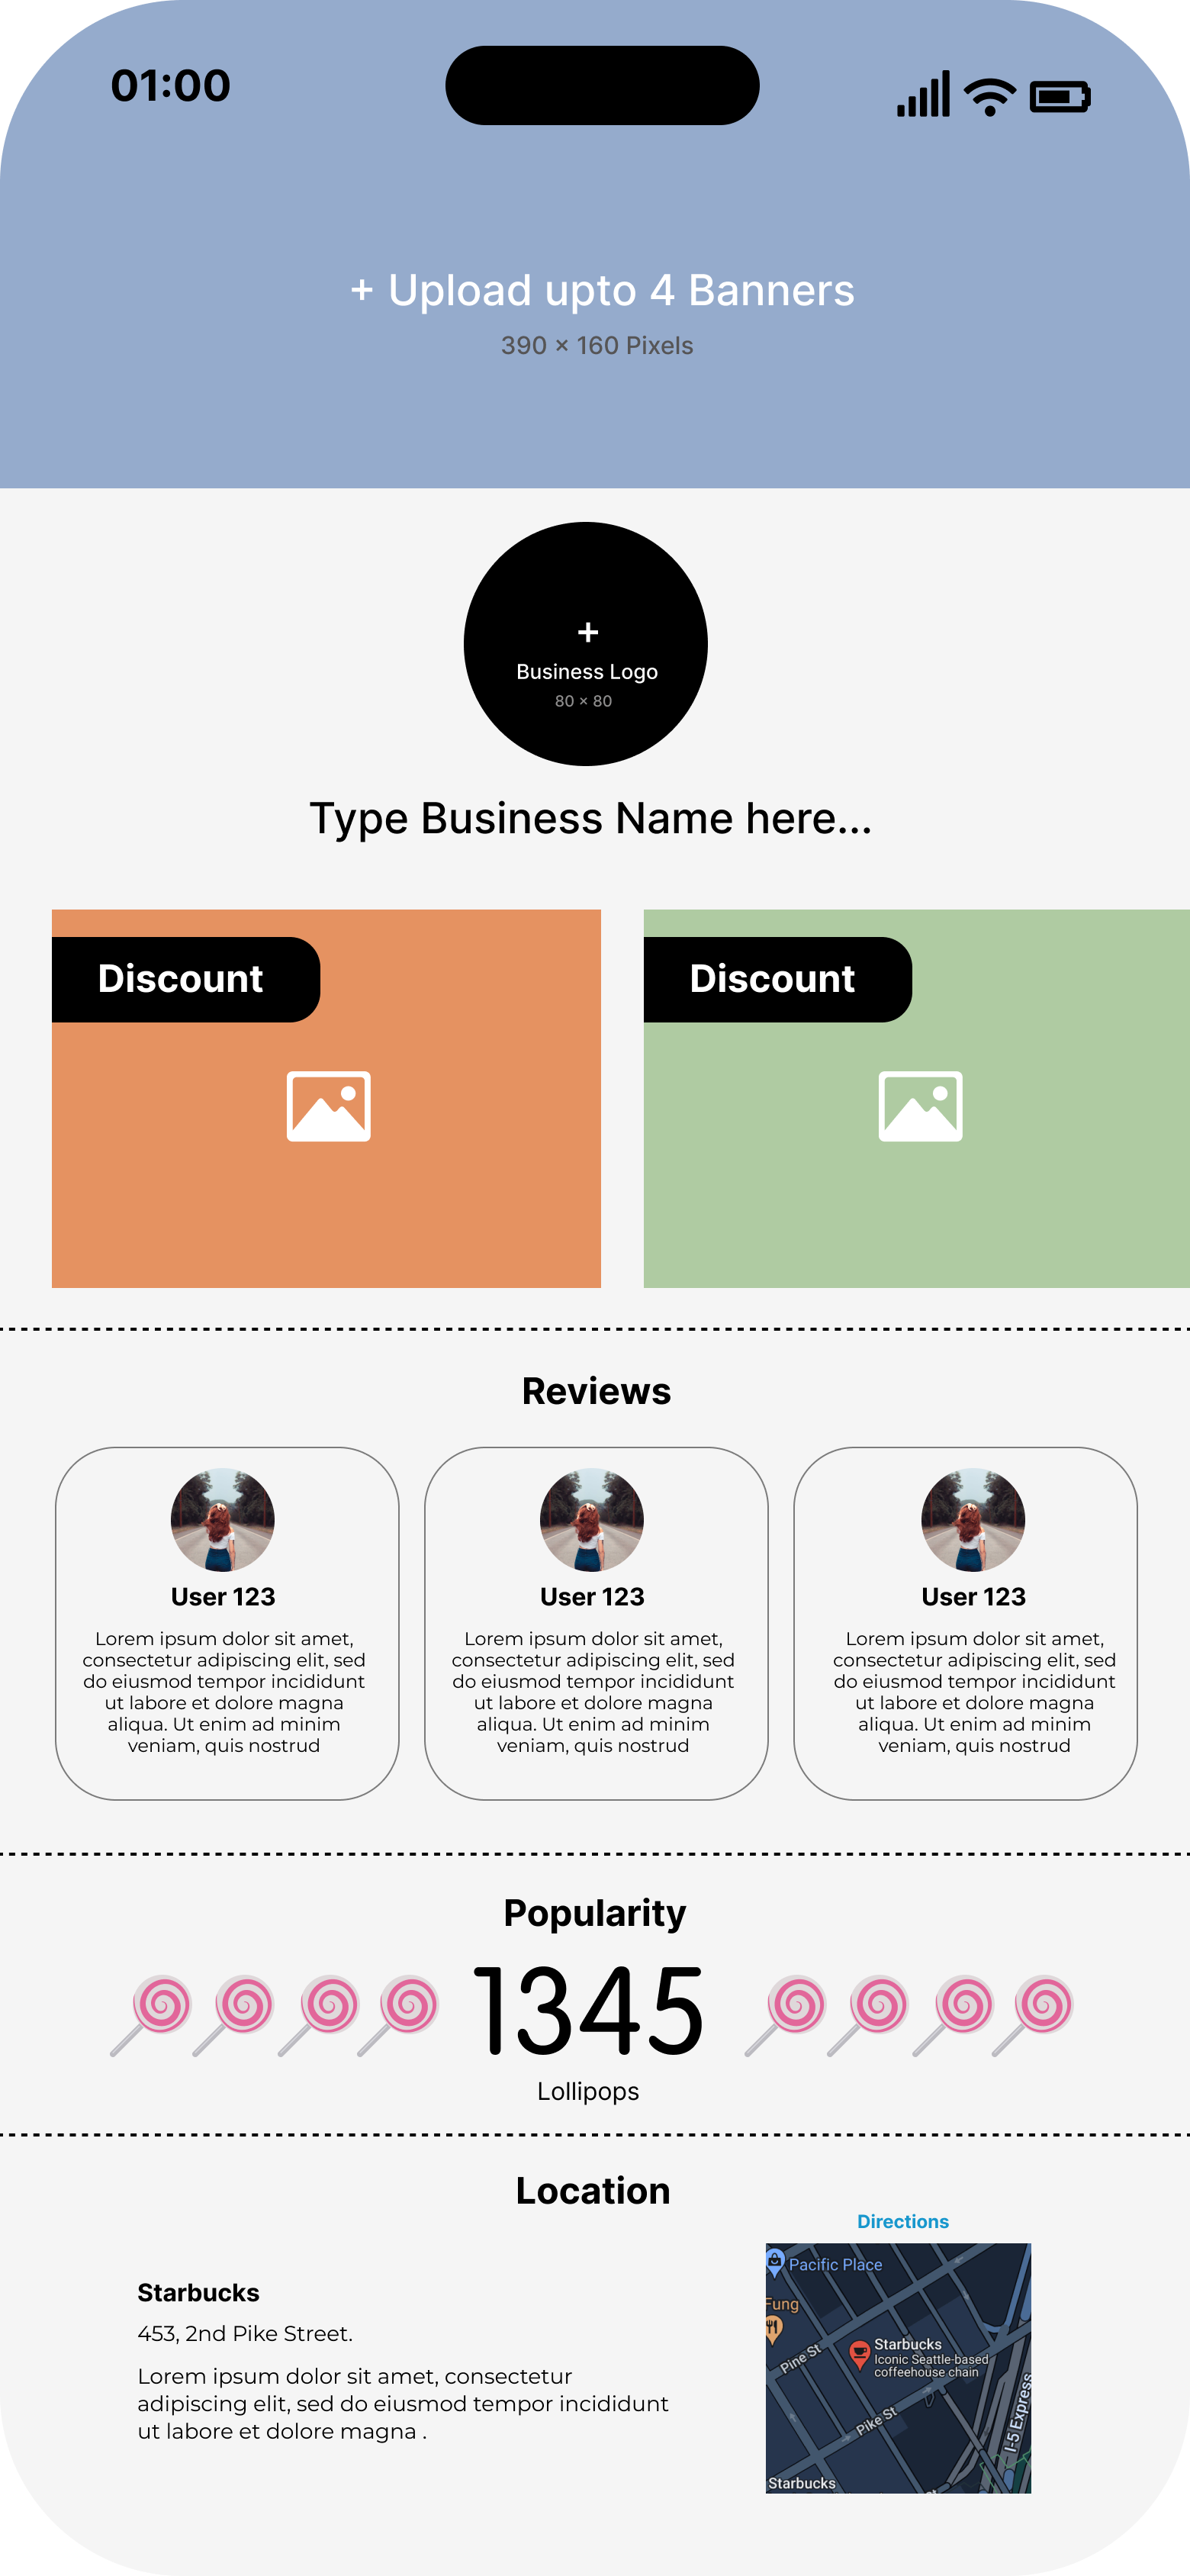 01:00
+ Upload upto 4 Banners
390 × 160 Pixels
+
Business Logo
80 × 80
Type Business Name here...
Discount
Discount
Reviews
User 123
Lorem ipsum dolor sit amet,
consectetur adipiscing elit, sed
do eiusmod tempor incididunt
ut labore et dolore magna
aliqua. Ut enim ad minim
veniam, quis nostrud
User 123
Lorem ipsum dolor sit amet,
consectetur adipiscing elit, sed
do eiusmod tempor incididunt
ut labore et dolore magna
aliqua. Ut enim ad minim
veniam, quis nostrud
User 123
Lorem ipsum dolor sit amet,
consectetur adipiscing elit, sed
do eiusmod tempor incididunt
ut labore et dolore magna
aliqua. Ut enim ad minim
veniam, quis nostrud
Popularity
1345
Lollipops
Location
Starbucks
453, 2nd Pike Street.
Lorem ipsum dolor sit amet, consectetur
adipiscing elit, sed do eiusmod tempor incididunt
ut labore et dolore magna .
Directions
Pacific Place
Fung
Pine St
Starbucks
Iconic Seattle-based
coffeehouse chain
Pike St
I-5 Express
Starbucks